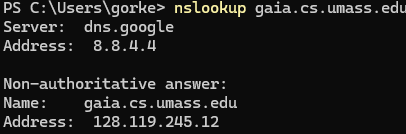 PS C:\Users\gorke> nslookup gaia.cs.umass.edu
Server:  dns.google
Address:  8.8.4.4

Non-authoritative answer:
Name:    gaia.cs.umass.edu
Address:  128.119.245.12